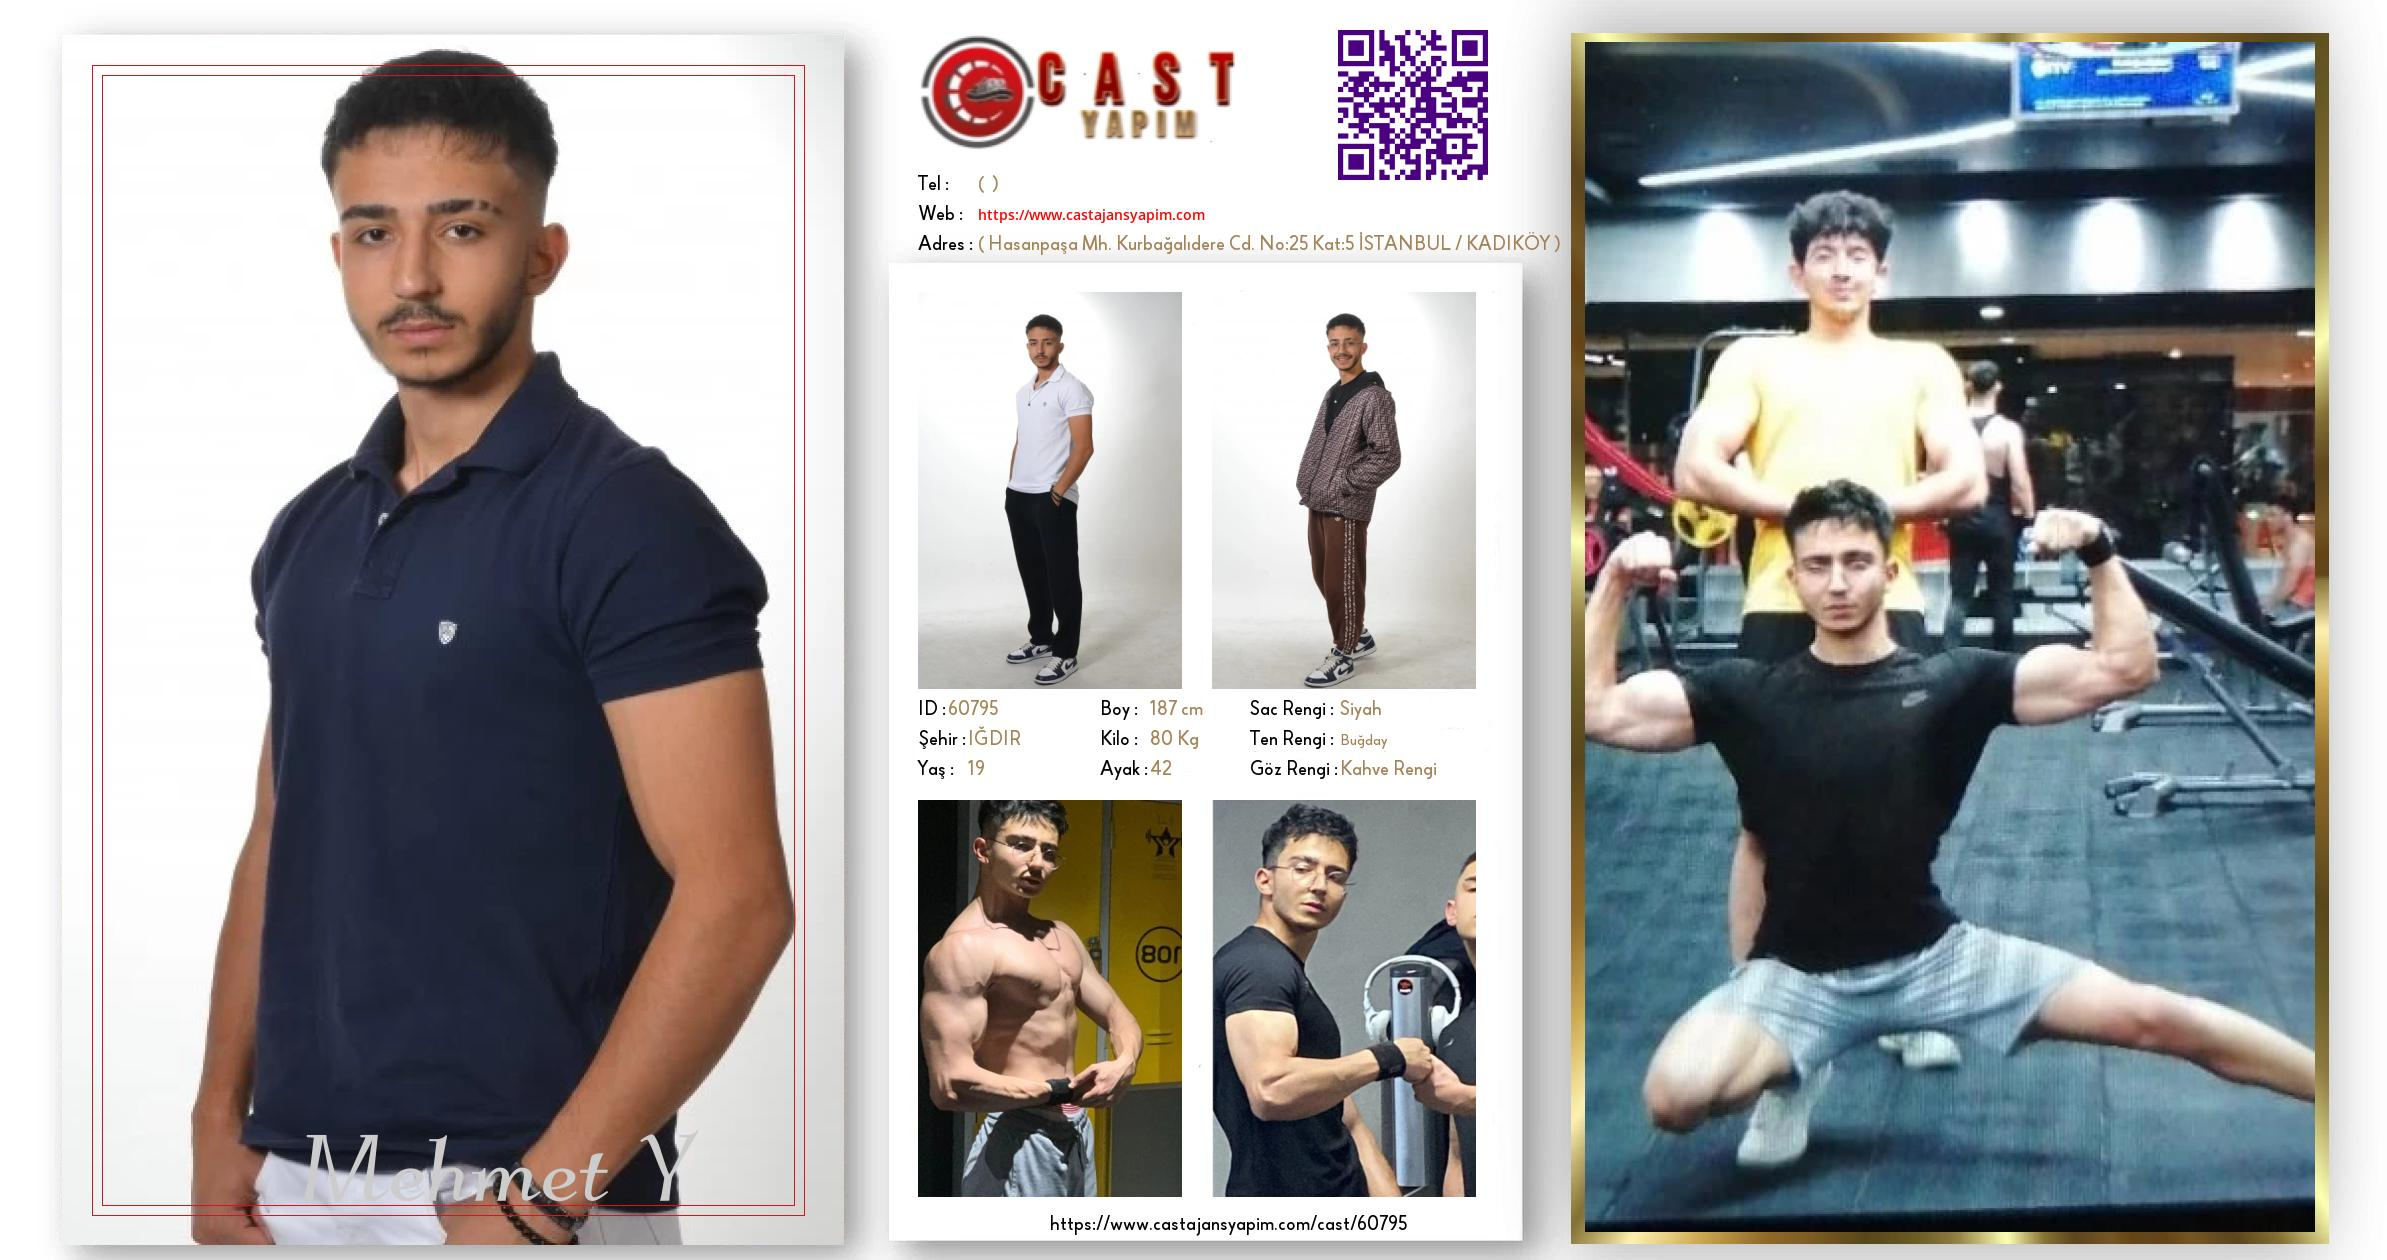 CAST
YAPIM
Tel : ( )
Web : https://www.castajansyapim.com
Adres : ( Hasanpaşa Mh. Kurbağalıdere Cd. No:25 Kat:5 İSTANBUL / KADIKÖY )
ID : 60795 Boy : 187 cm Sac Rengi : Siyah
Şehir : IĞDIR Kilo : 80 Kg Ten Rengi : Buğday
Yaş : 19 Ayak : 42 Göz Rengi : Kahve Rengi
https://www.castajansyapim.com/cast/60795
Mehmet Y